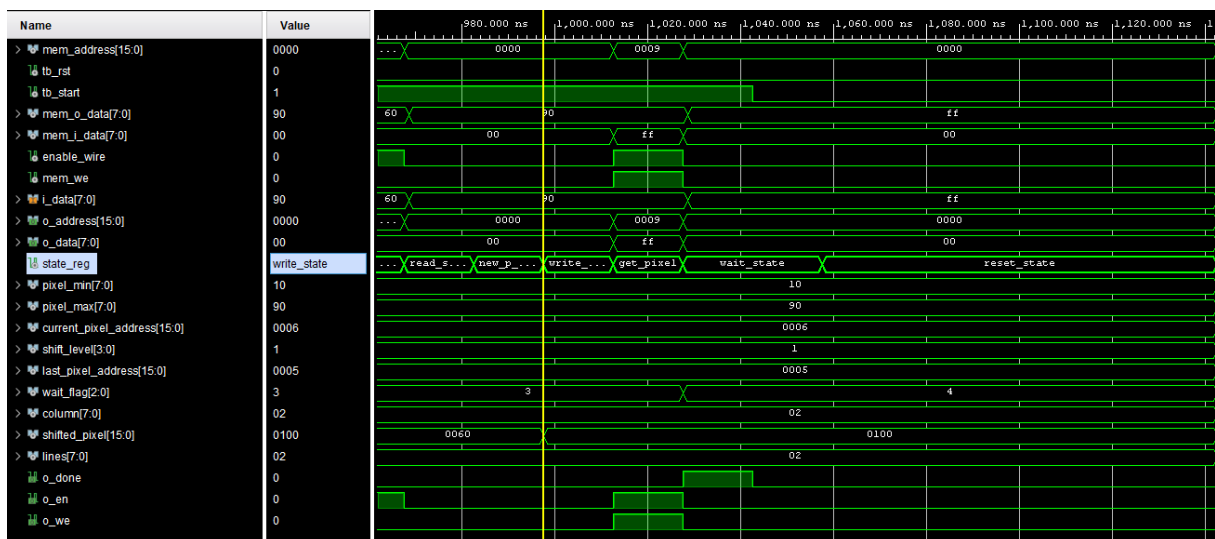 Name Value 980.000 ns 1,000.000 ns 1,020.000 ns 1,040.000 ns 1,060.000 ns 1,080.000 ns 1,100.000 ns 1,120.000 ns 1
mem_address[15:0] 0000 ... 0000 0009 0000
tb_rst 0
tb_start 1
mem_o_data[7:0] 90 60 90 ff
mem_i_data[7:0] 00 00 ff 00
enable_wire 0
mem_we 0
i_data[7:0] 90 60 90 ff
o_address[15:0] 0000 ... 0000 0009 0000
o_data[7:0] 00 00 ff 00
state_reg write_state ... read_s... new_p_... write_... get_pixel wait_state reset_state
pixel_min[7:0] 10 10
pixel_max[7:0] 90 90
current_pixel_address[15:0] 0006 0006
shift_level[3:0] 1 1
last_pixel_address[15:0] 0005 0005
wait_flag[2:0] 3 3 4
column[7:0] 02 02
shifted_pixel[15:0] 0100 0060 0100
lines[7:0] 02 02
o_done 0
o_en 0
o_we 0